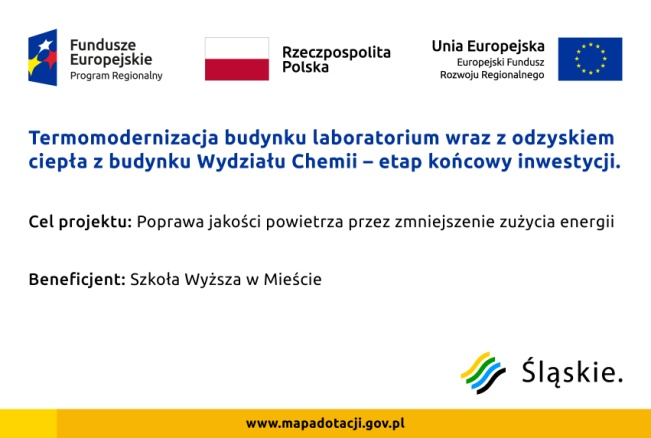 Fundusze
Europejskie
Program Regionalny
Rzeczpospolita
Polska
Unia Europejska
Europejski Fundusz
Rozwoju Regionalnego
Termomodernizacja budynku laboratorium wraz z odzyskiem
ciepła z budynku Wydziału Chemii – etap końcowy inwestycji.
Cel projektu: Poprawa jakości powietrza przez zmniejszenie zużycia energii
Beneficjent: Szkoła Wyższa w Mieście
Śląskie.
www.mapadotacji.gov.pl